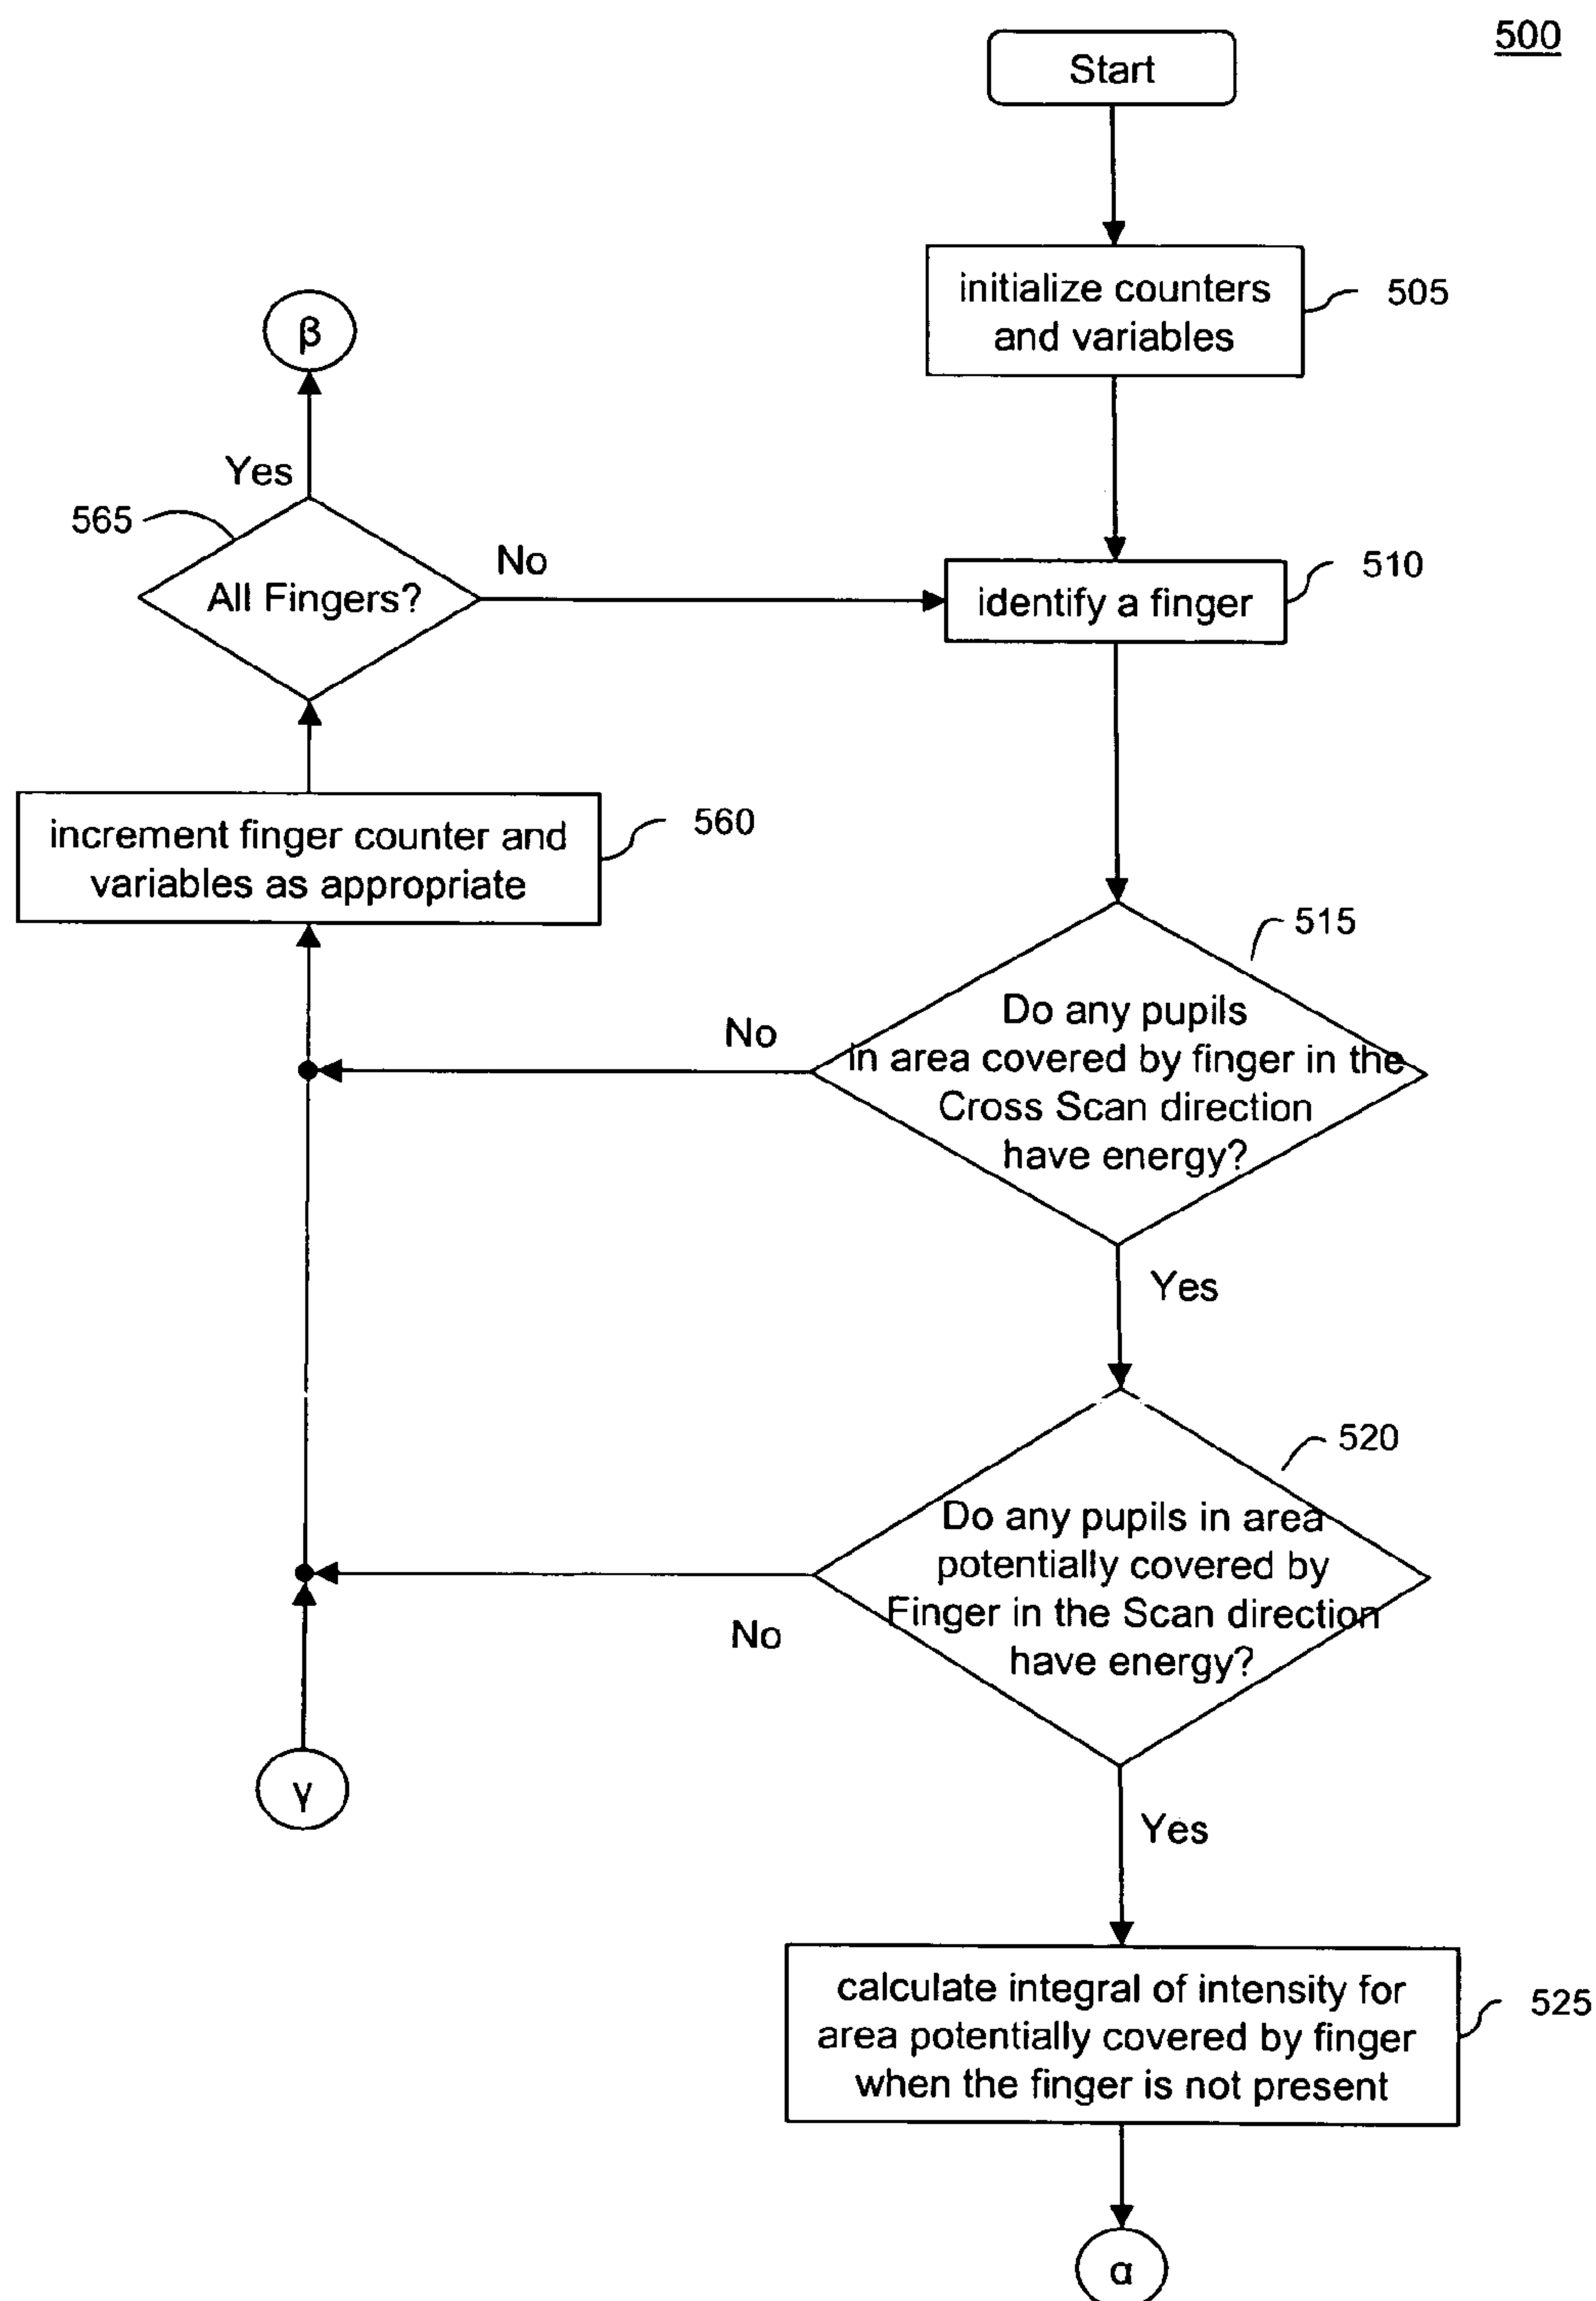 500
Start
initialize counters
and variables
505
β
Yes
565
All Fingers?
No
identify a finger
510
increment finger counter and
variables as appropriate
560
515
Do any pupils
in area covered by finger in the
Cross Scan direction
have energy?
No
Yes
520
Do any pupils in area
potentially covered by
Finger in the Scan direction
have energy?
No
γ
Yes
calculate integral of intensity for
area potentially covered by finger
when the finger is not present
525
α